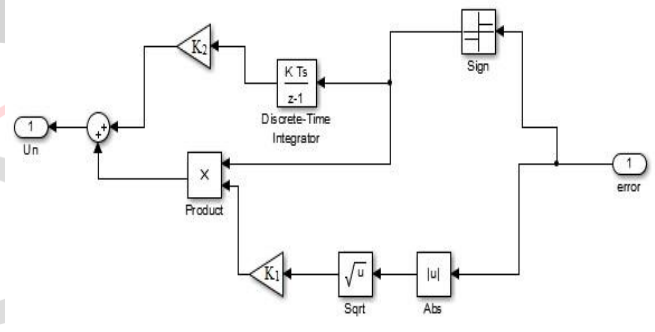 K2
K Ts
z-1
Discrete-Time
Integrator
Sign
1
Un
+
+
X
Product
1
error
K1
√u
Sqrt
|u|
Abs